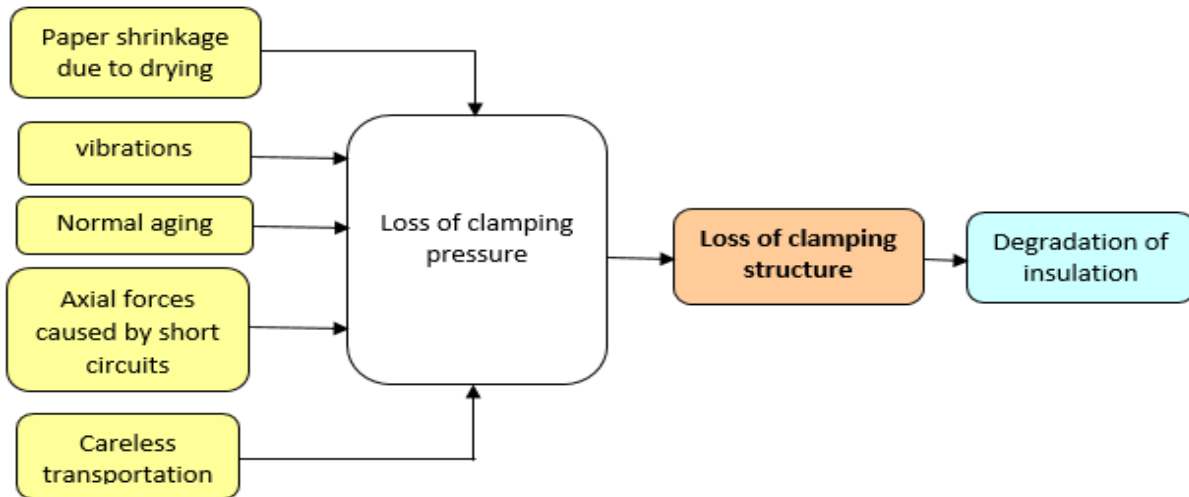 Paper shrinkage
due to drying
vibrations
Normal aging
Axial forces
caused by short
circuits
Careless
transportation
Loss of clamping
pressure
Loss of clamping
structure
Degradation of
insulation